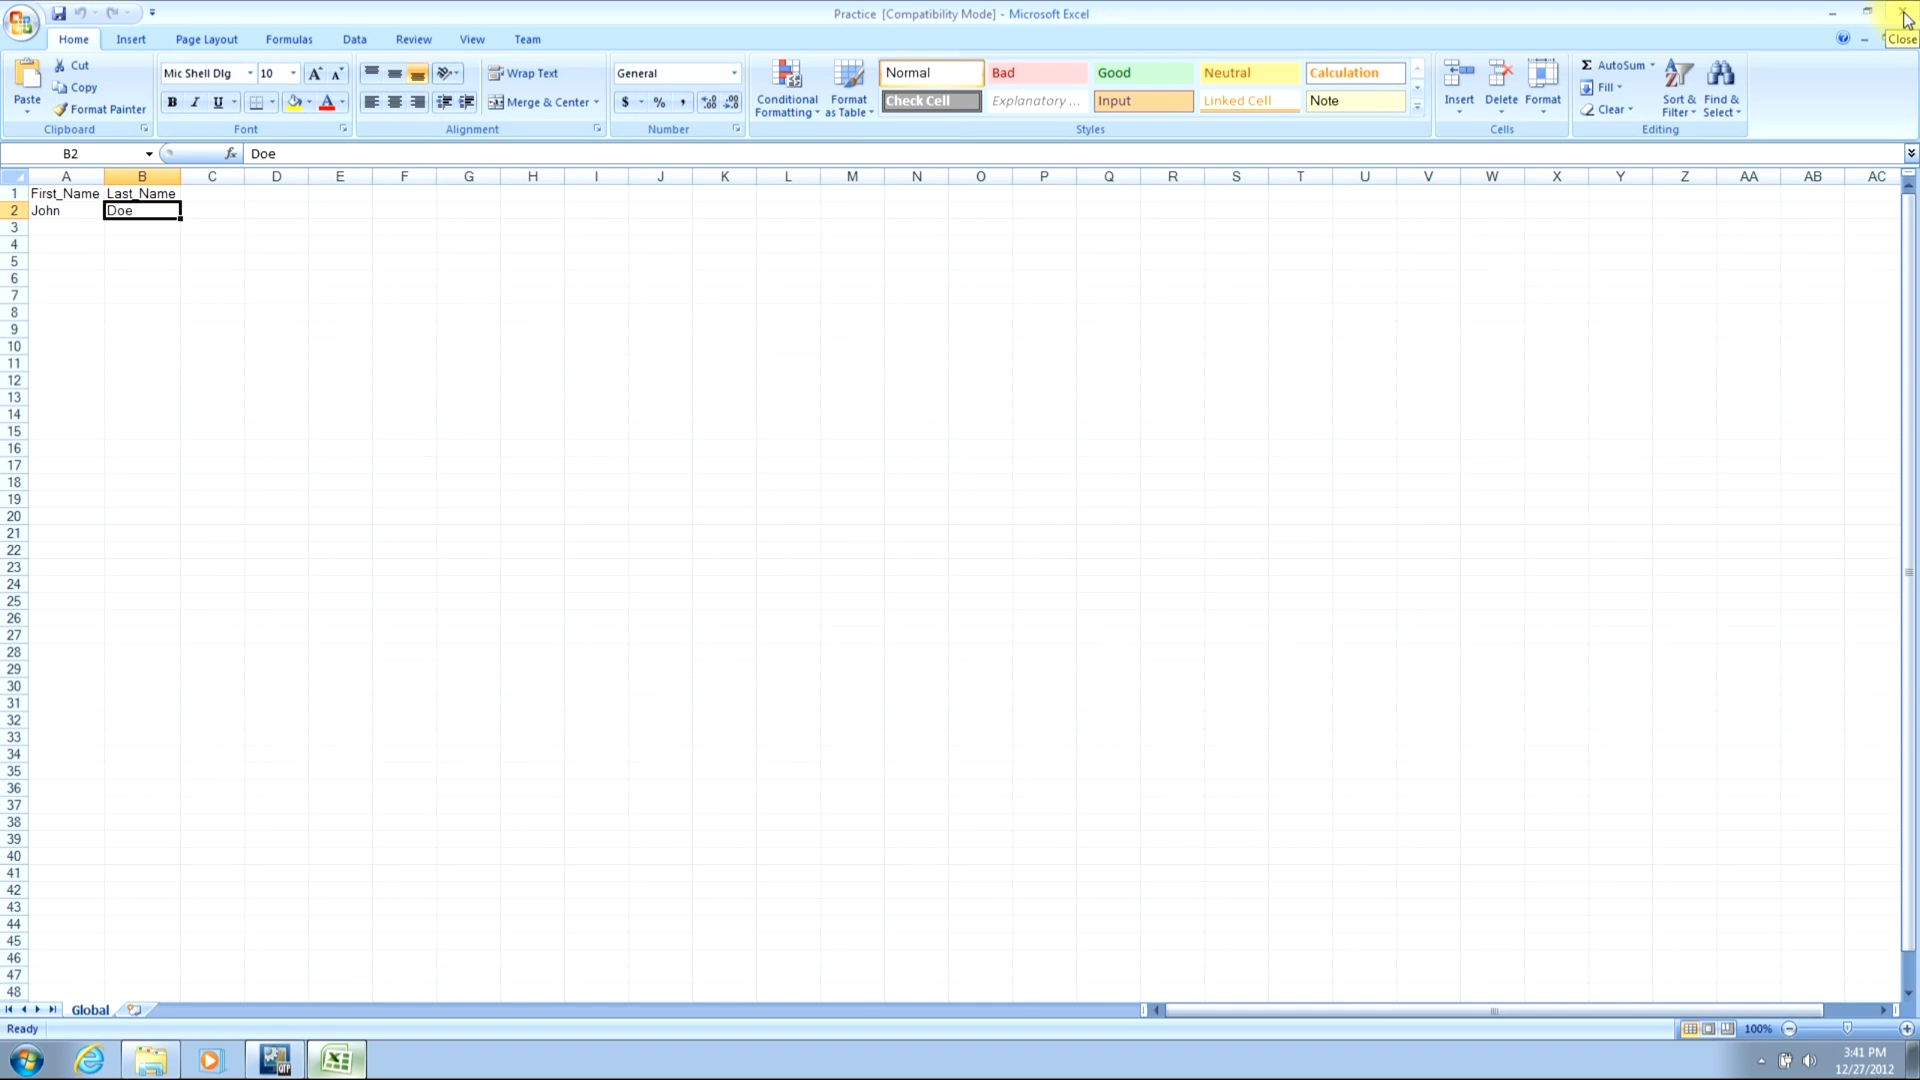 Practice [Compatibility Mode] - Microsoft Excel
Close
Home Insert Page Layout Formulas Data Review View Team
Paste
Cut
Copy
Format Painter
Clipboard
Mic Shell Dlg 10
B I U
Font
Wrap Text
Merge & Center
Alignment
General
$ % ,
Number
Conditional Formatting
Format as Table
Normal Bad Good Neutral Calculation
Check Cell Explanatory ... Input Linked Cell Note
Styles
Insert Delete Format
Cells
Σ AutoSum
Fill
Clear
Sort & Filter
Find & Select
Editing
B2 fx Doe
A B C D E F G H I J K L M N O P Q R S T U V W X Y Z AA AB AC
1 First_Name Last_Name
2 John Doe
3
4
5
6
7
8
9
10
11
12
13
14
15
16
17
18
19
20
21
22
23
24
25
26
27
28
29
30
31
32
33
34
35
36
37
38
39
40
41
42
43
44
45
46
47
48
Global
Ready
100%
QTP
3:41 PM
12/27/2012